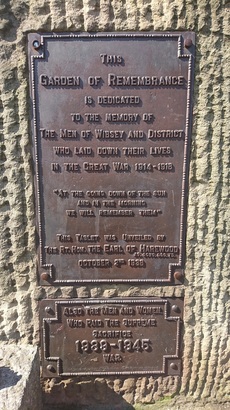 THIS
GARDEN OF REMEMBRANCE
IS DEDICATED
TO THE MEMORY OF
THE MEN OF WIBSEY AND DISTRICT
WHO LAID DOWN THEIR LIVES
IN THE GREAT WAR 1914-1918
"AT THE GOING DOWN OF THE SUN
AND IN THE MORNING
WE WILL REMEMBER THEM"
THIS TABLET WAS UNVEILED BY
THE RT. HON. THE EARL OF HAREWOOD
OCTOBER 2ND
ALSO THE MEN AND WOMEN
WHO PAID THE SUPREME
SACRIFICE
1939-1945
WAR.